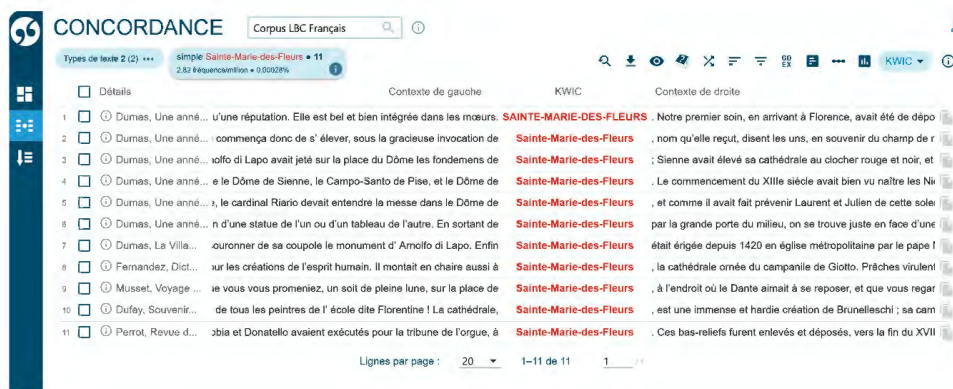 CONCORDANCE Corpus LBC Français
Types de texte 2 (2) ••• simple Sainte-Marie-des-Fleurs • 11
2,82 fréquence/million • 0,00028%
GD EX KWIC
Détails Contexte de gauche KWIC Contexte de droite
1 Dumas, Une anné... u'une réputation. Elle est bel et bien intégrée dans les mœurs. SAINTE-MARIE-DES-FLEURS . Notre premier soin, en arrivant à Florence, avait été de dépo
2 Dumas, Une anné... commença donc de s' élever, sous la gracieuse invocation de Sainte-Marie-des-Fleurs , nom qu'elle reçut, disent les uns, en souvenir du champ de r
3 Dumas, Une anné... olfo di Lapo avait jeté sur la place du Dôme les fondemens de Sainte-Marie-des-Fleurs ; Sienne avait élevé sa cathédrale au clocher rouge et noir, et
4 Dumas, Une anné... e le Dôme de Sienne, le Campo-Santo de Pise, et le Dôme de Sainte-Marie-des-Fleurs . Le commencement du XIIIe siècle avait bien vu naître les Ni
5 Dumas, Une anné... e, le cardinal Riario devait entendre la messe dans le Dôme de Sainte-Marie-des-Fleurs , et comme il avait fait prévenir Laurent et Julien de cette sole
6 Dumas, Une anné... n d'une statue de l'un ou d'un tableau de l'autre. En sortant de Sainte-Marie-des-Fleurs par la grande porte du milieu, on se trouve juste en face d'une
7 Dumas, La Villa... ouronner de sa coupole le monument d' Arnolfo di Lapo. Enfin Sainte-Marie-des-Fleurs était érigée depuis 1420 en église métropolitaine par le pape
8 Fernandez, Dict... ur les créations de l'esprit humain. Il montait en chaire aussi à Sainte-Marie-des-Fleurs , la cathédrale ornée du campanile de Giotto. Prêches virulent
9 Musset, Voyage ... e vous vous promeniez, un soit de pleine lune, sur la place de Sainte-Marie-des-Fleurs , à l'endroit où le Dante aimait à se reposer, et que vous regar
10 Dufay, Souvenir... de tous les peintres de l' école dite Florentine ! La cathédrale, Sainte-Marie-des-Fleurs , est une immense et hardie création de Brunelleschi ; sa cam
11 Perrot, Revue d... obia et Donatello avaient exécutés pour la tribune de l'orgue, à Sainte-Marie-des-Fleurs . Ces bas-reliefs furent enlevés et déposés, vers la fin du XVII
Lignes par page : 20 1–11 de 11 1